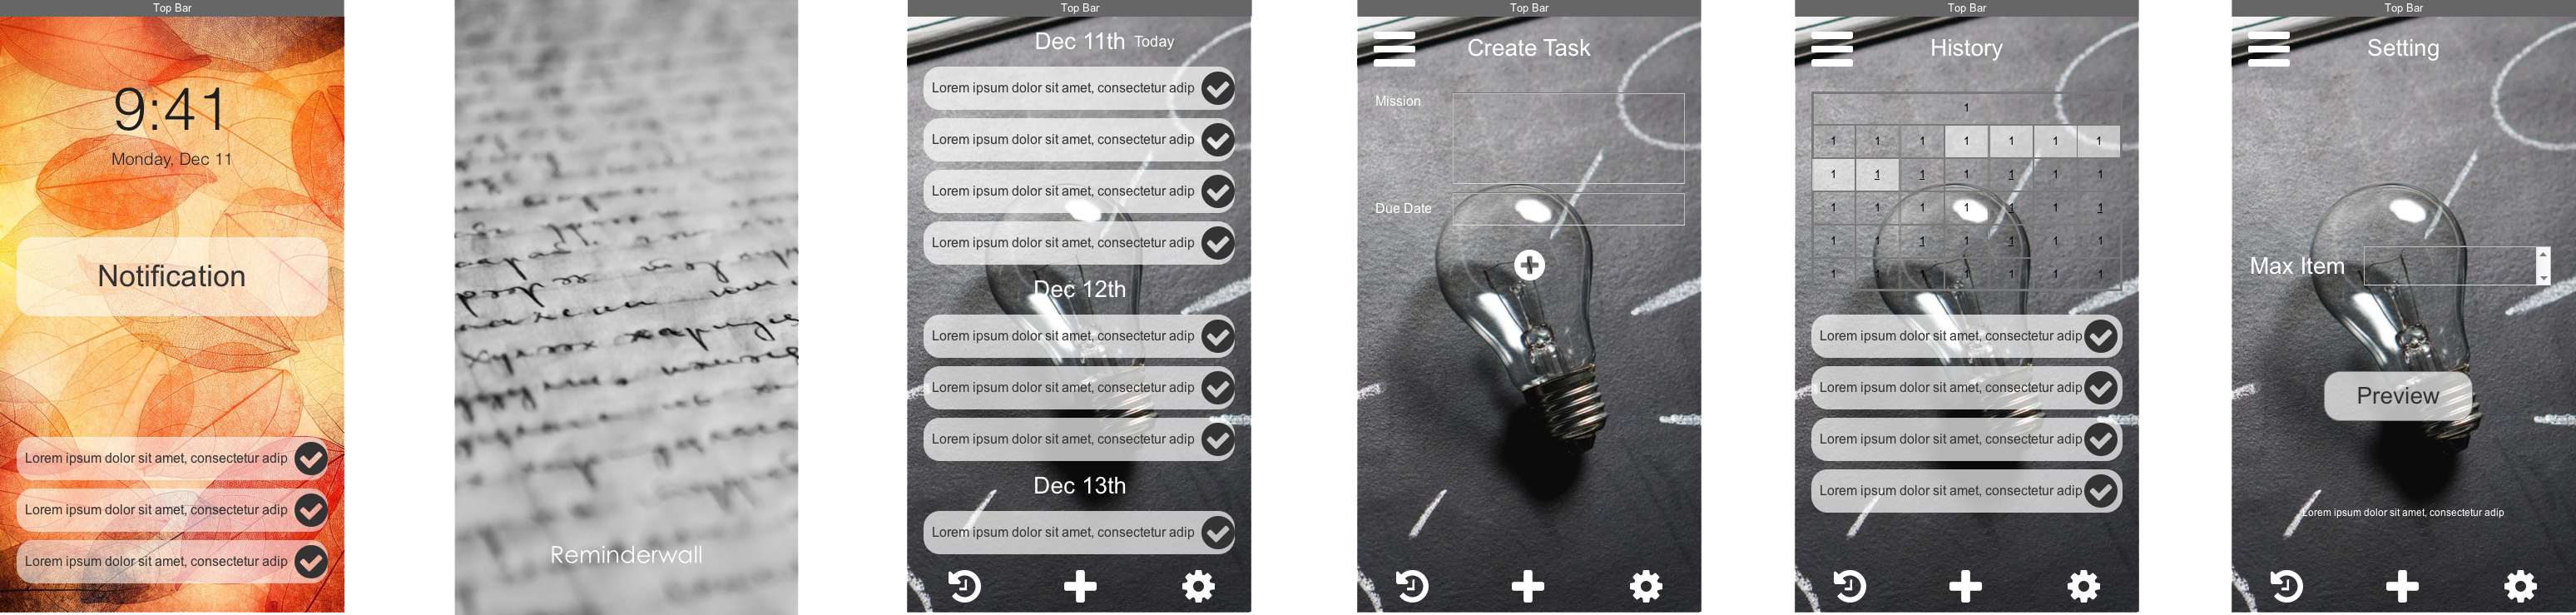 Top Bar
9:41
Monday, Dec 11
Notification
Lorem ipsum dolor sit amet, consectetur adip
Lorem ipsum dolor sit amet, consectetur adip
Lorem ipsum dolor sit amet, consectetur adip
Reminderwall
Top Bar
Dec 11th Today
Lorem ipsum dolor sit amet, consectetur adip
Lorem ipsum dolor sit amet, consectetur adip
Lorem ipsum dolor sit amet, consectetur adip
Lorem ipsum dolor sit amet, consectetur adip
Dec 12th
Lorem ipsum dolor sit amet, consectetur adip
Lorem ipsum dolor sit amet, consectetur adip
Lorem ipsum dolor sit amet, consectetur adip
Dec 13th
Lorem ipsum dolor sit amet, consectetur adip
Top Bar
Create Task
Mission
Due Date
Top Bar
History
1
1 1 1 1 1 1 1
1 1 1 1 1 1 1
1 1 1 1 1 1 1
1 1 1 1 1 1 1
1 1 1 1 1 1 1
Lorem ipsum dolor sit amet, consectetur adip
Lorem ipsum dolor sit amet, consectetur adip
Lorem ipsum dolor sit amet, consectetur adip
Lorem ipsum dolor sit amet, consectetur adip
Top Bar
Setting
Max Item
Preview
Lorem ipsum dolor sit amet, consectetur adip